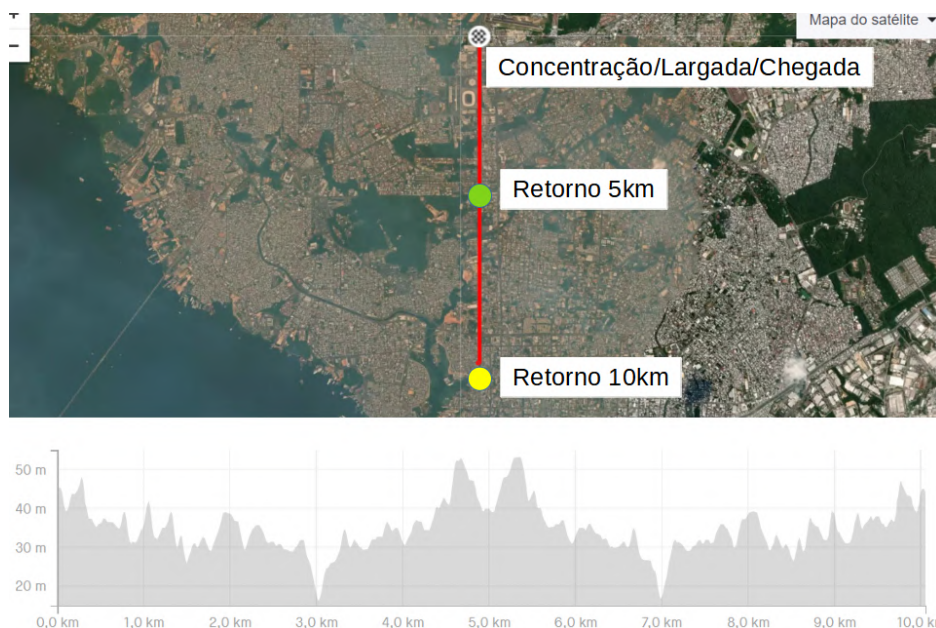 +
Mapa do satélite
−
Concentração/Largada/Chegada
Retorno 5km
Retorno 10km
50 m
40 m
30 m
20 m
0,0 km 1,0 km 2,0 km 3,0 km 4,0 km 5,0 km 6,0 km 7,0 km 8,0 km 9,0 km 10,0 k